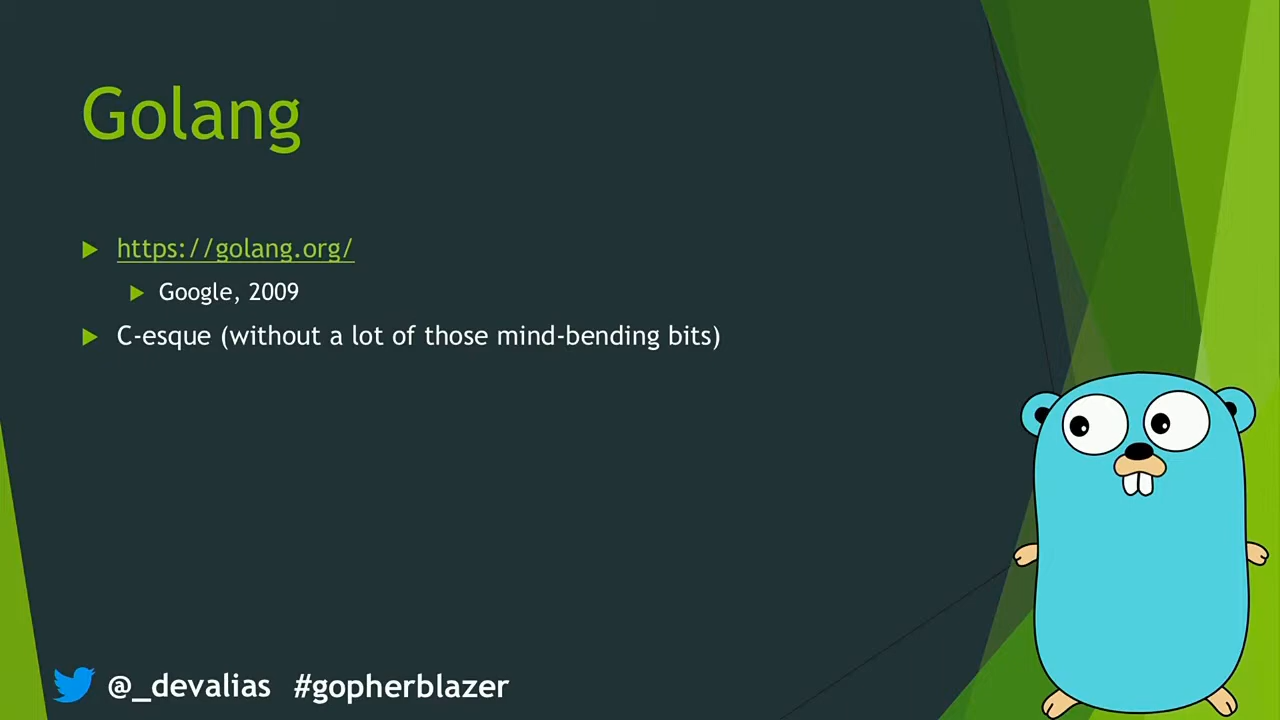 Golang
https://golang.org/
Google, 2009
C-esque (without a lot of those mind-bending bits)
@_devalias #gopherblazer